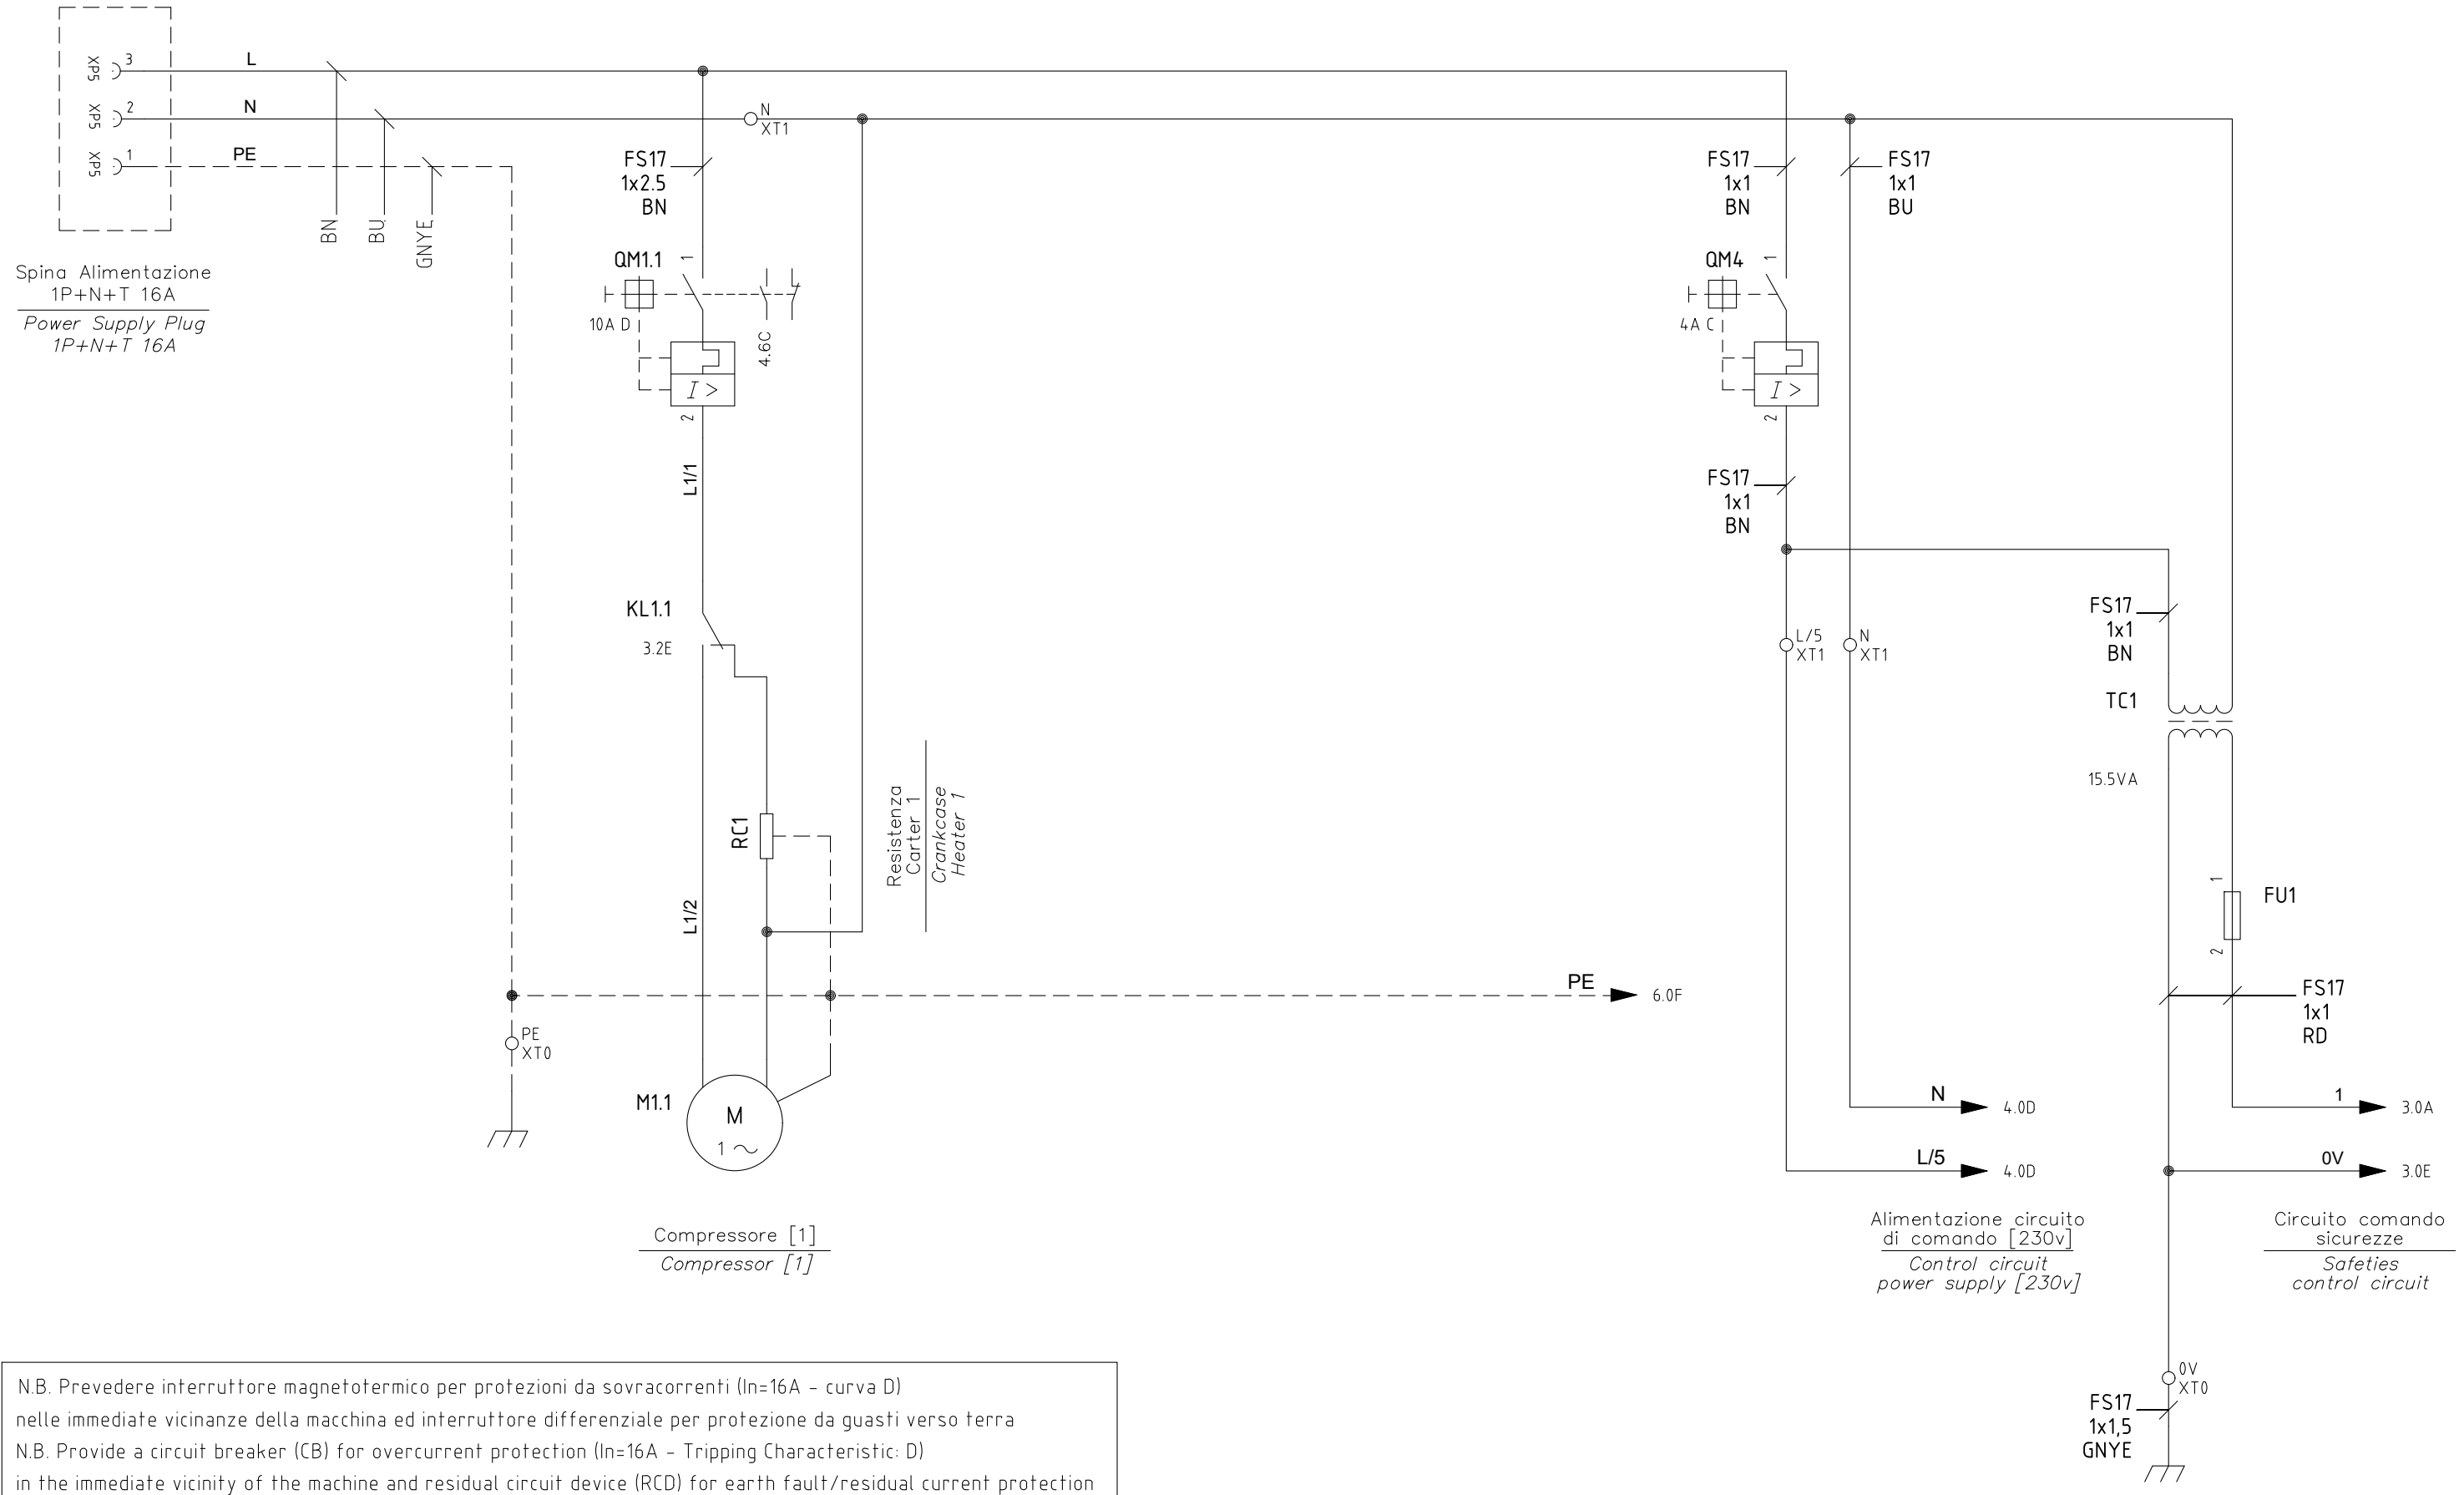 XP5 3
L
XP5 2
N
XP5 1
PE
BN
BU
GNYE
Spina Alimentazione
1P+N+T 16A
Power Supply Plug
1P+N+T 16A
N
XT1
FS17
1x2.5
BN
QM1.1
1
10A D
4.6C
I >
2
L1/1
KL1.1
3.2E
RC1
L1/2
Resistenza
Carter 1
Crankcase
Heater 1
PE
6.0F
PE
XT0
M1.1
M
1 ~
Compressore [1]
Compressor [1]
FS17
1x1
BN
FS17
1x1
BU
QM4
1
4A C
I >
2
FS17
1x1
BN
L/5
XT1
N
XT1
FS17
1x1
BN
TC1
15.5VA
1
FU1
2
FS17
1x1
RD
N
4.0D
L/5
4.0D
1
3.0A
0V
3.0E
Alimentazione circuito
di comando [230v]
Control circuit
power supply [230v]
Circuito comando
sicurezze
Safeties
control circuit
0V
XT0
FS17
1x1,5
GNYE
N.B. Prevedere interruttore magnetotermico per protezioni da sovracorrenti (In=16A - curva D)
nelle immediate vicinanze della macchina ed interruttore differenziale per protezione da guasti verso terra
N.B. Provide a circuit breaker (CB) for overcurrent protection (In=16A - Tripping Characteristic: D)
in the immediate vicinity of the machine and residual circuit device (RCD) for earth fault/residual current protection